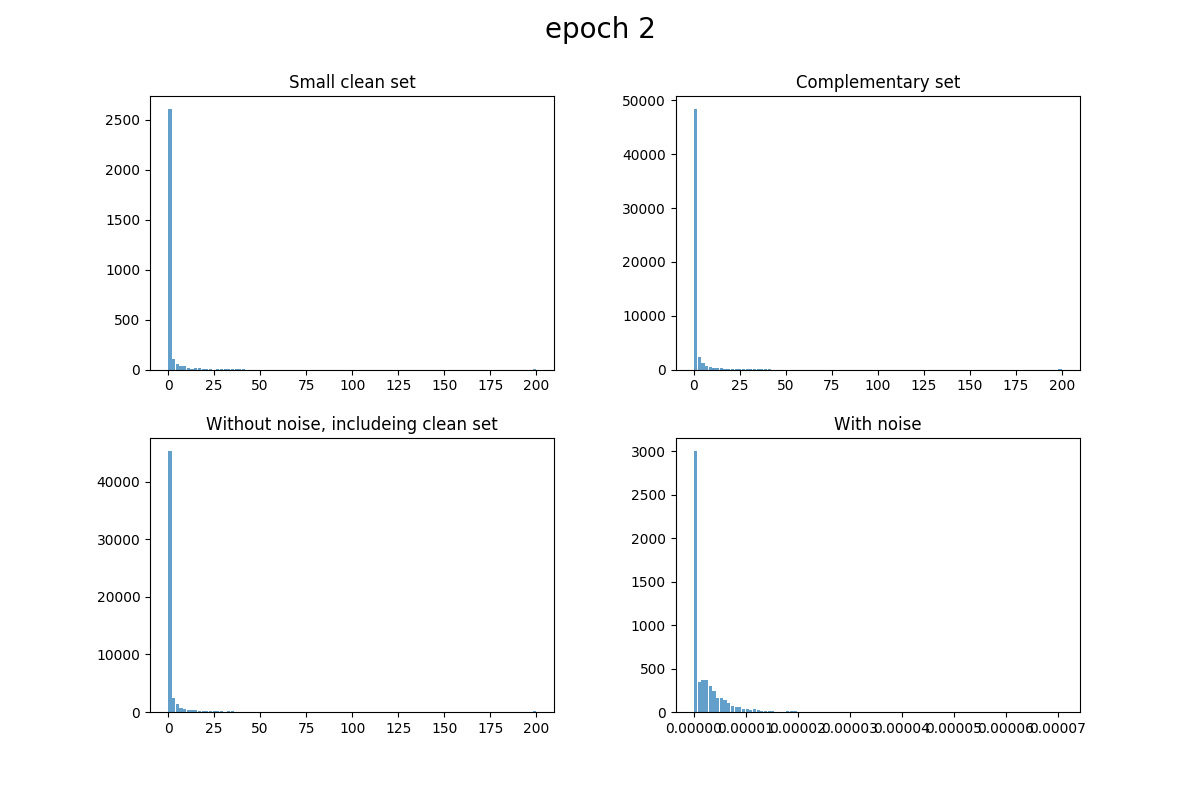 epoch 2
Small clean set
2500
2000
1500
1000
500
0
0 25 50 75 100 125 150 175 200
Complementary set
50000
40000
30000
20000
10000
0
0 25 50 75 100 125 150 175 200
Without noise, includeing clean set
40000
30000
20000
10000
0
0 25 50 75 100 125 150 175 200
With noise
3000
2500
2000
1500
1000
500
0
0.00000 0.00001 0.00002 0.00003 0.00004 0.00005 0.00006 0.00007